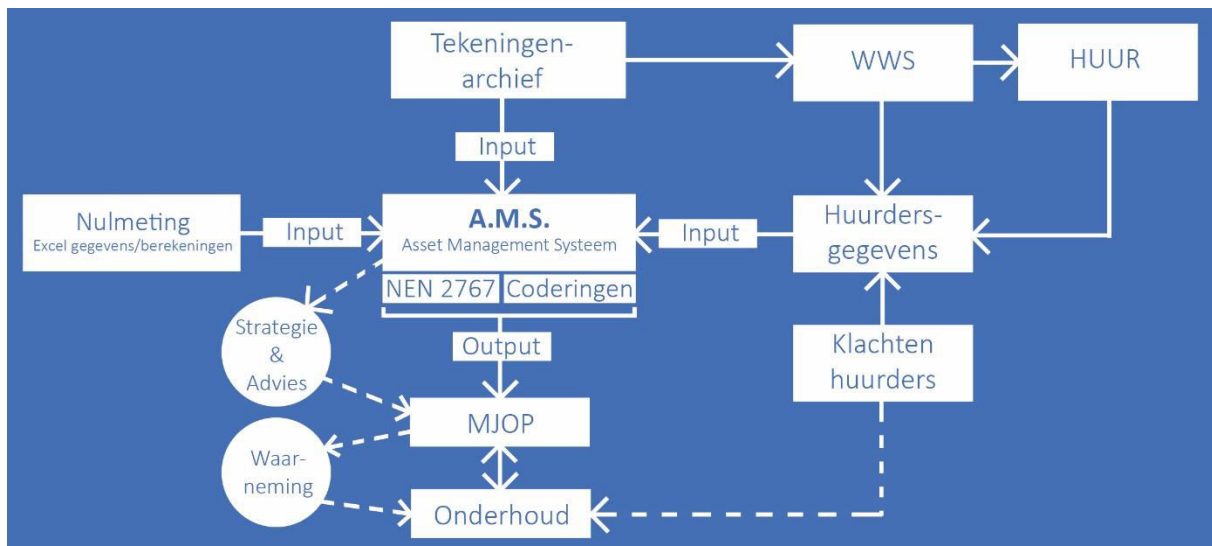 Tekeningen-
archief
WWS
HUUR
Input
Nulmeting
Excel gegevens/berekeningen
Input
A.M.S.
Asset Management Systeem
Input
Huurders-
gegevens
NEN 2767
Coderingen
Strategie
&
Advies
Output
Klachten
huurders
MJOP
Waar-
neming
Onderhoud